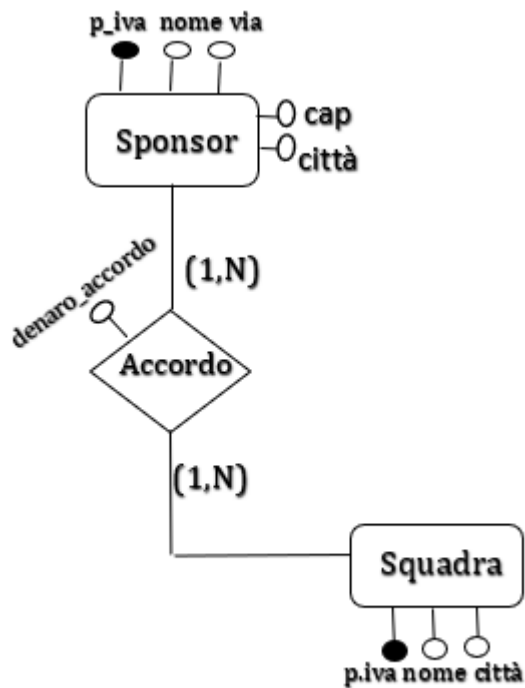 p_iva nome via
Sponsor
cap
città
(1,N)
denaro_accordo
Accordo
(1,N)
Squadra
p.iva nome città